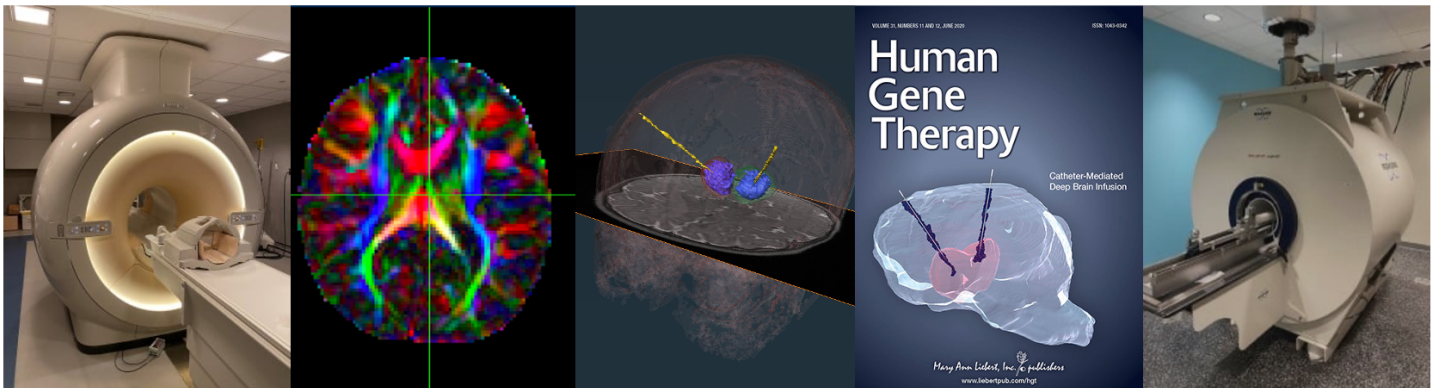 VOLUME 31, NUMBERS 11 AND 12, JUNE 2020
ISSN: 1043-0342
Human
Gene
Therapy
Catheter-Mediated
Deep Brain Infusion
Mary Ann Liebert, Inc. publishers
www.liebertpub.com/hgt